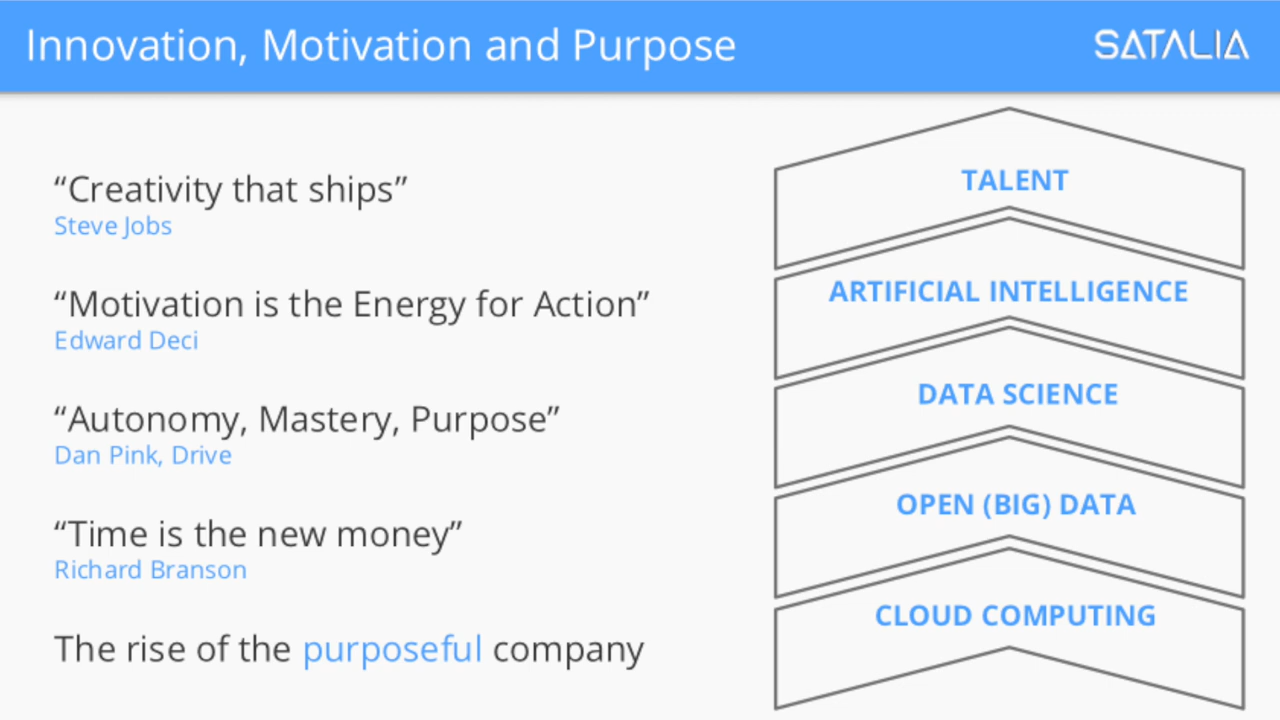 Innovation, Motivation and Purpose
SATALIA
“Creativity that ships”
Steve Jobs
“Motivation is the Energy for Action”
Edward Deci
“Autonomy, Mastery, Purpose”
Dan Pink, Drive
“Time is the new money”
Richard Branson
The rise of the purposeful company
TALENT
ARTIFICIAL INTELLIGENCE
DATA SCIENCE
OPEN (BIG) DATA
CLOUD COMPUTING